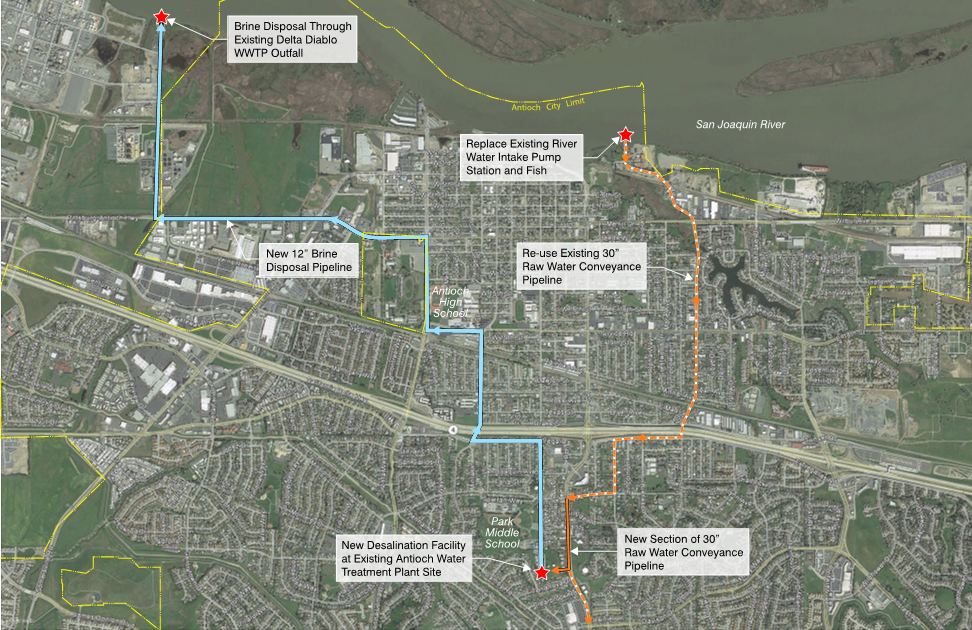 Brine Disposal Through
Existing Delta Diablo
WWTP Outfall
Antioch City Limit
San Joaquin River
Replace Existing River
Water Intake Pump
Station and Fish
New 12" Brine
Disposal Pipeline
Re-use Existing 30"
Raw Water Conveyance
Pipeline
Antioch
High
School
4
Park
Middle
School
New Desalination Facility
at Existing Antioch Water
Treatment Plant Site
New Section of 30"
Raw Water Conveyance
Pipeline